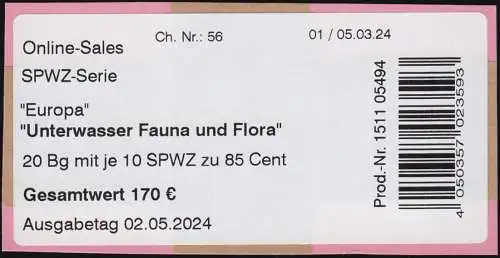 Online-Sales
Ch. Nr.: 56
01 / 05.03.24
SPWZ-Serie
"Europa"
"Unterwasser Fauna und Flora"
20 Bg mit je 10 SPWZ zu 85 Cent
Gesamtwert 170 €
Ausgabetag 02.05.2024
Prod.-Nr. 1511 05494
4 050357 023593